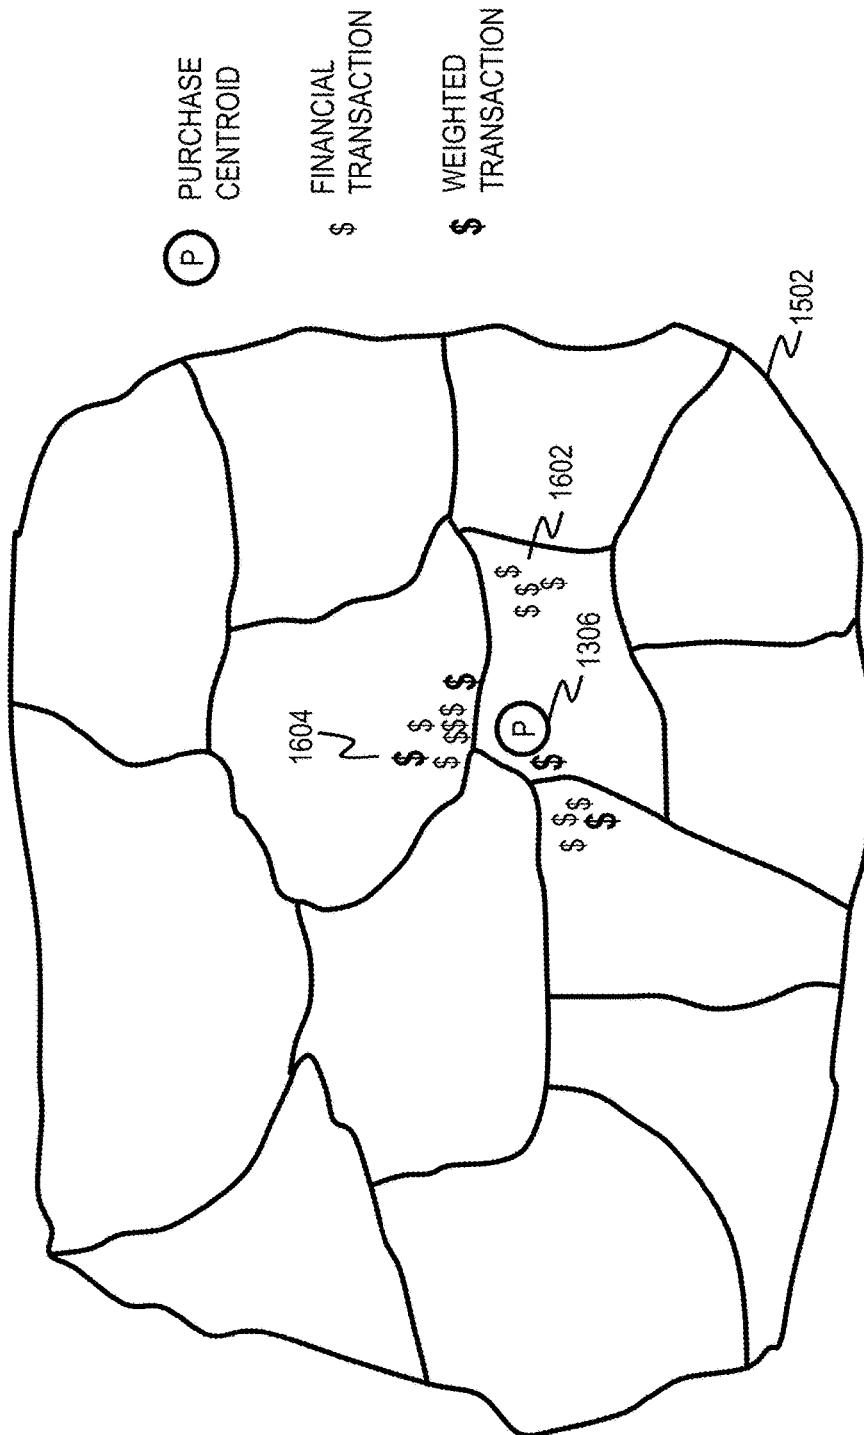 P PURCHASE
CENTROID
$ FINANCIAL
TRANSACTION
$ WEIGHTED
TRANSACTION
1604
$ $ $ $ $ $ $ $
P
1306
$
1602
$ $ $ $
$ $ $ $
1502